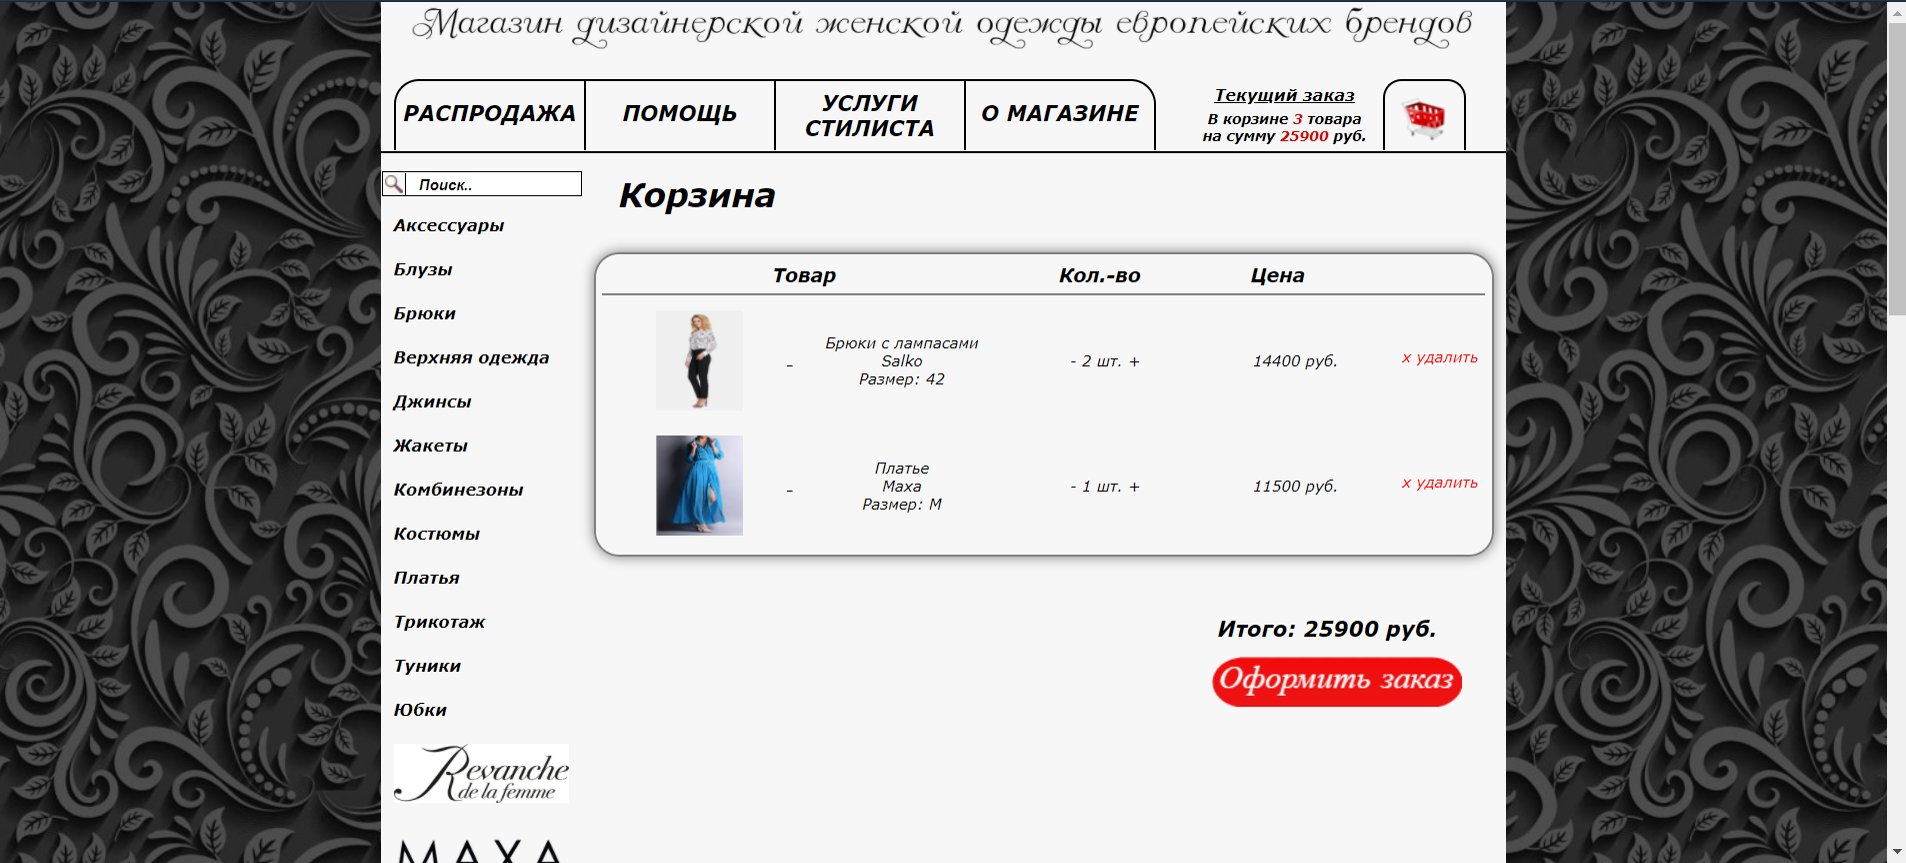 Магазин дизайнерской женской одежды европейских брендов
РАСПРОДАЖА
ПОМОЩЬ
УСЛУГИ
СТИЛИСТА
О МАГАЗИНЕ
Текущий заказ
В корзине 3 товара
на сумму 25900 руб.
Поиск..
Аксессуары
Блузы
Брюки
Верхняя одежда
Джинсы
Жакеты
Комбинезоны
Костюмы
Платья
Трикотаж
Туники
Юбки
Revanche
de la femme
MAXA
Корзина
Товар Кол.-во Цена
Брюки с лампасами
- Salko - 2 шт. + 14400 руб. х удалить
Размер: 42
Платье
- Maxa - 1 шт. + 11500 руб. х удалить
Размер: M
Итого: 25900 руб.
Оформить заказ